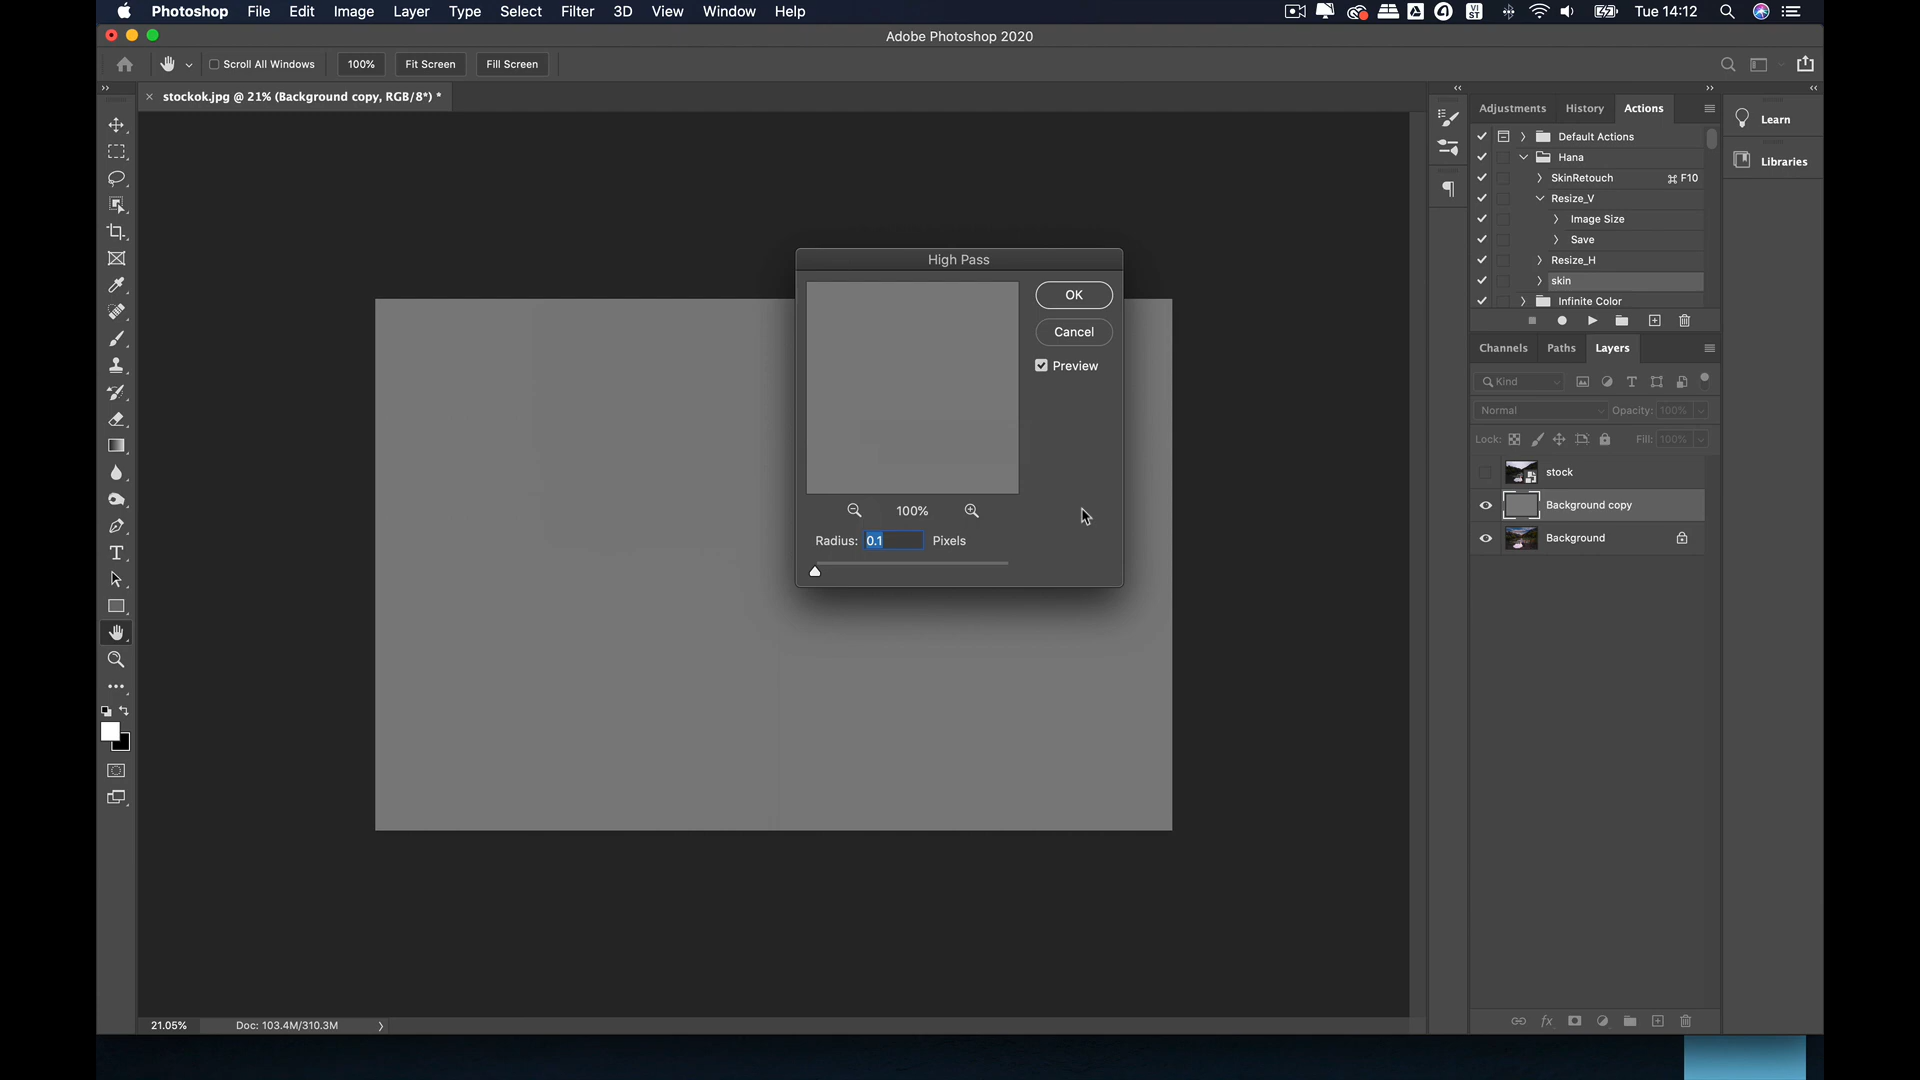 Photoshop File Edit Image Layer Type Select Filter 3D View Window Help
VI
ST
Tue 14:12
Adobe Photoshop 2020
Scroll All Windows 100% Fit Screen Fill Screen
stockok.jpg @ 21% (Background copy, RGB/8*) *
Adjustments History Actions
Learn
Libraries
Default Actions
Hana
SkinRetouch ⌘ F10
Resize_V
Image Size
Save
Resize_H
skin
Infinite Color
High Pass
OK
Cancel
Preview
100%
Radius: 0.1 Pixels
Channels Paths Layers
Kind
Normal Opacity: 100%
Lock: Fill: 100%
stock
Background copy
Background
21.05% Doc: 103.4M/310.3M